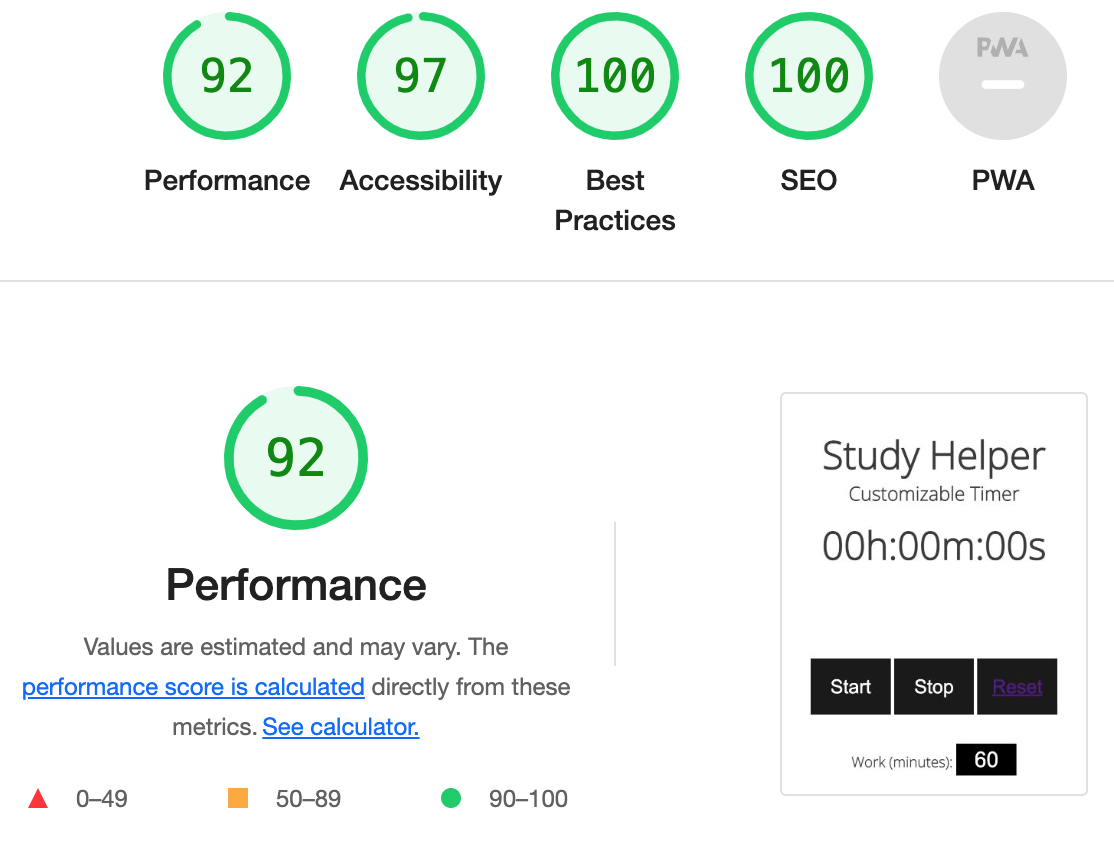 92
97
100
100
PWA
Performance
Accessibility
Best
Practices
SEO
PWA
92
Performance
Values are estimated and may vary. The
performance score is calculated directly from these
metrics. See calculator.
0–49
50–89
90–100
Study Helper
Customizable Timer
00h:00m:00s
Start
Stop
Reset
Work (minutes): 60